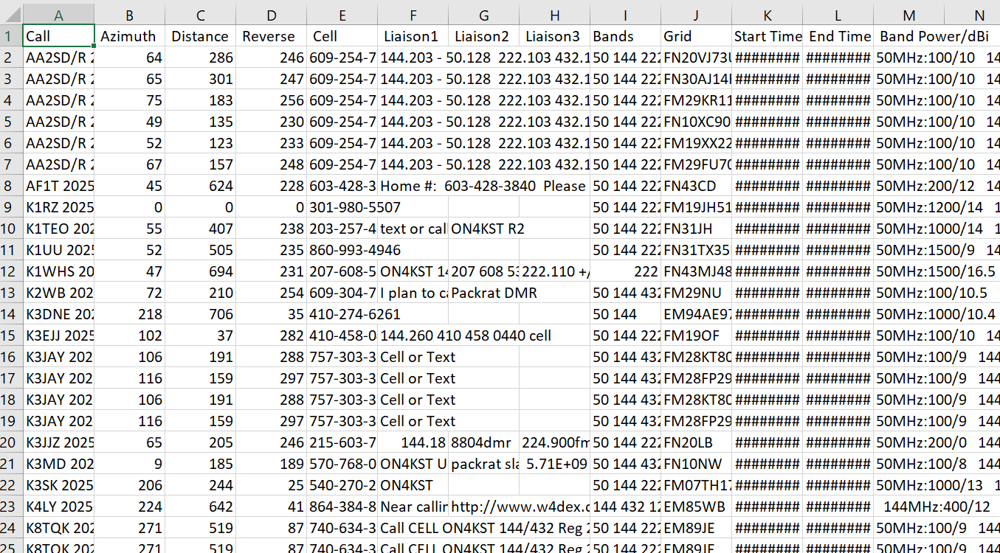 A B C D E F G H I J K L M N
1 Call Azimuth Distance Reverse Cell Liaison1 Liaison2 Liaison3 Bands Grid Start Time End Time Band Power/dBi
2 AA2SD/R 2 64 286 246 609-254-7 144.203 - 50.128 222.103 432.1 50 144 222 FN20VJ73U ######## ######## 50MHz:100/10 14
3 AA2SD/R 2 65 301 247 609-254-7 144.203 - 50.128 222.103 432.1 50 144 222 FN30AJ14 ######## ######## 50MHz:100/10 14
4 AA2SD/R 2 75 183 256 609-254-7 144.203 - 50.128 222.103 432.1 50 144 222 FM29KR11 ######## ######## 50MHz:100/10 14
5 AA2SD/R 2 49 135 230 609-254-7 144.203 - 50.128 222.103 432.1 50 144 222 FN10XC90 ######## ######## 50MHz:100/10 14
6 AA2SD/R 2 52 123 233 609-254-7 144.203 - 50.128 222.103 432.1 50 144 222 FM19XX22 ######## ######## 50MHz:100/10 14
7 AA2SD/R 2 67 157 248 609-254-7 144.203 - 50.128 222.103 432.1 50 144 222 FM29FU70 ######## ######## 50MHz:100/10 14
8 AF1T 2025 45 624 228 603-428-3 Home #: 603-428-3840 Please 50 144 222 FN43CD ######## ######## 50MHz:200/12 14
9 K1RZ 2025 0 0 0 301-980-5507 50 144 222 FM19JH51 ######## ######## 50MHz:1200/14 1
10 K1TEO 202 55 407 238 203-257-4 text or cal ON4KST R2 50 144 222 FN31JH ######## ######## 50MHz:1000/14 1
11 K1UU 2025 52 505 235 860-993-4946 50 144 222 FN31TX35 ######## ######## 50MHz:1500/9 14
12 K1WHS 20 47 694 231 207-608-5 ON4KST 14 207 608 53 222.110 +/ 222 FN43MJ48 ######## ######## 50MHz:1500/16.5
13 K2WB 202 72 210 254 609-304-7 I plan to ca Packrat DMR 50 144 432 FM29NU ######## ######## 50MHz:100/10.5
14 K3DNE 202 218 706 35 410-274-6261 50 144 EM94AE97 ######## ######## 50MHz:1000/10.4
15 K3EJJ 2025 102 37 282 410-458-0 144.260 410 458 0440 cell 50 144 222 FM19OF ######## ######## 50MHz:100/10 14
16 K3JAY 202 106 191 288 757-303-3 Cell or Text 50 144 432 FM28KT80 ######## ######## 50MHz:100/9 144
17 K3JAY 202 116 159 297 757-303-3 Cell or Text 50 144 432 FM28FP29 ######## ######## 50MHz:100/9 144
18 K3JAY 202 106 191 288 757-303-3 Cell or Text 50 144 432 FM28KT80 ######## ######## 50MHz:100/9 144
19 K3JAY 202 116 159 297 757-303-3 Cell or Text 50 144 432 FM28FP29 ######## ######## 50MHz:100/9 144
20 K3JJZ 2025 65 205 246 215-603-7 144.18 8804dmr 224.900fm 50 144 222 FN20LB ######## ######## 50MHz:200/0 144
21 K3MD 202 9 185 189 570-768-0 ON4KST U packrat sla 5.71E+09 50 144 432 FN10NW ######## ######## 50MHz:100/8 144
22 K3SK 2025 206 244 25 540-270-2 ON4KST 50 144 222 FM07TH17 ######## ######## 50MHz:1000/13 1
23 K4LY 2025 224 642 41 864-384-8 Near callin http://www.w4dex.c 144 432 12 EM85WB ######## ######## 144MHz:400/12
24 K8TQK 202 271 519 87 740-634-3 Call CELL ON4KST 144/432 Reg 2 50 144 222 EM89JE ######## ######## 50MHz:100/9 144
25 K8TQK 202 271 519 87 740-634-3 Call CELL ON4KST 144/432 Reg 2 50 144 222 EM89JE ######## ######## 50MHz:100/9 144